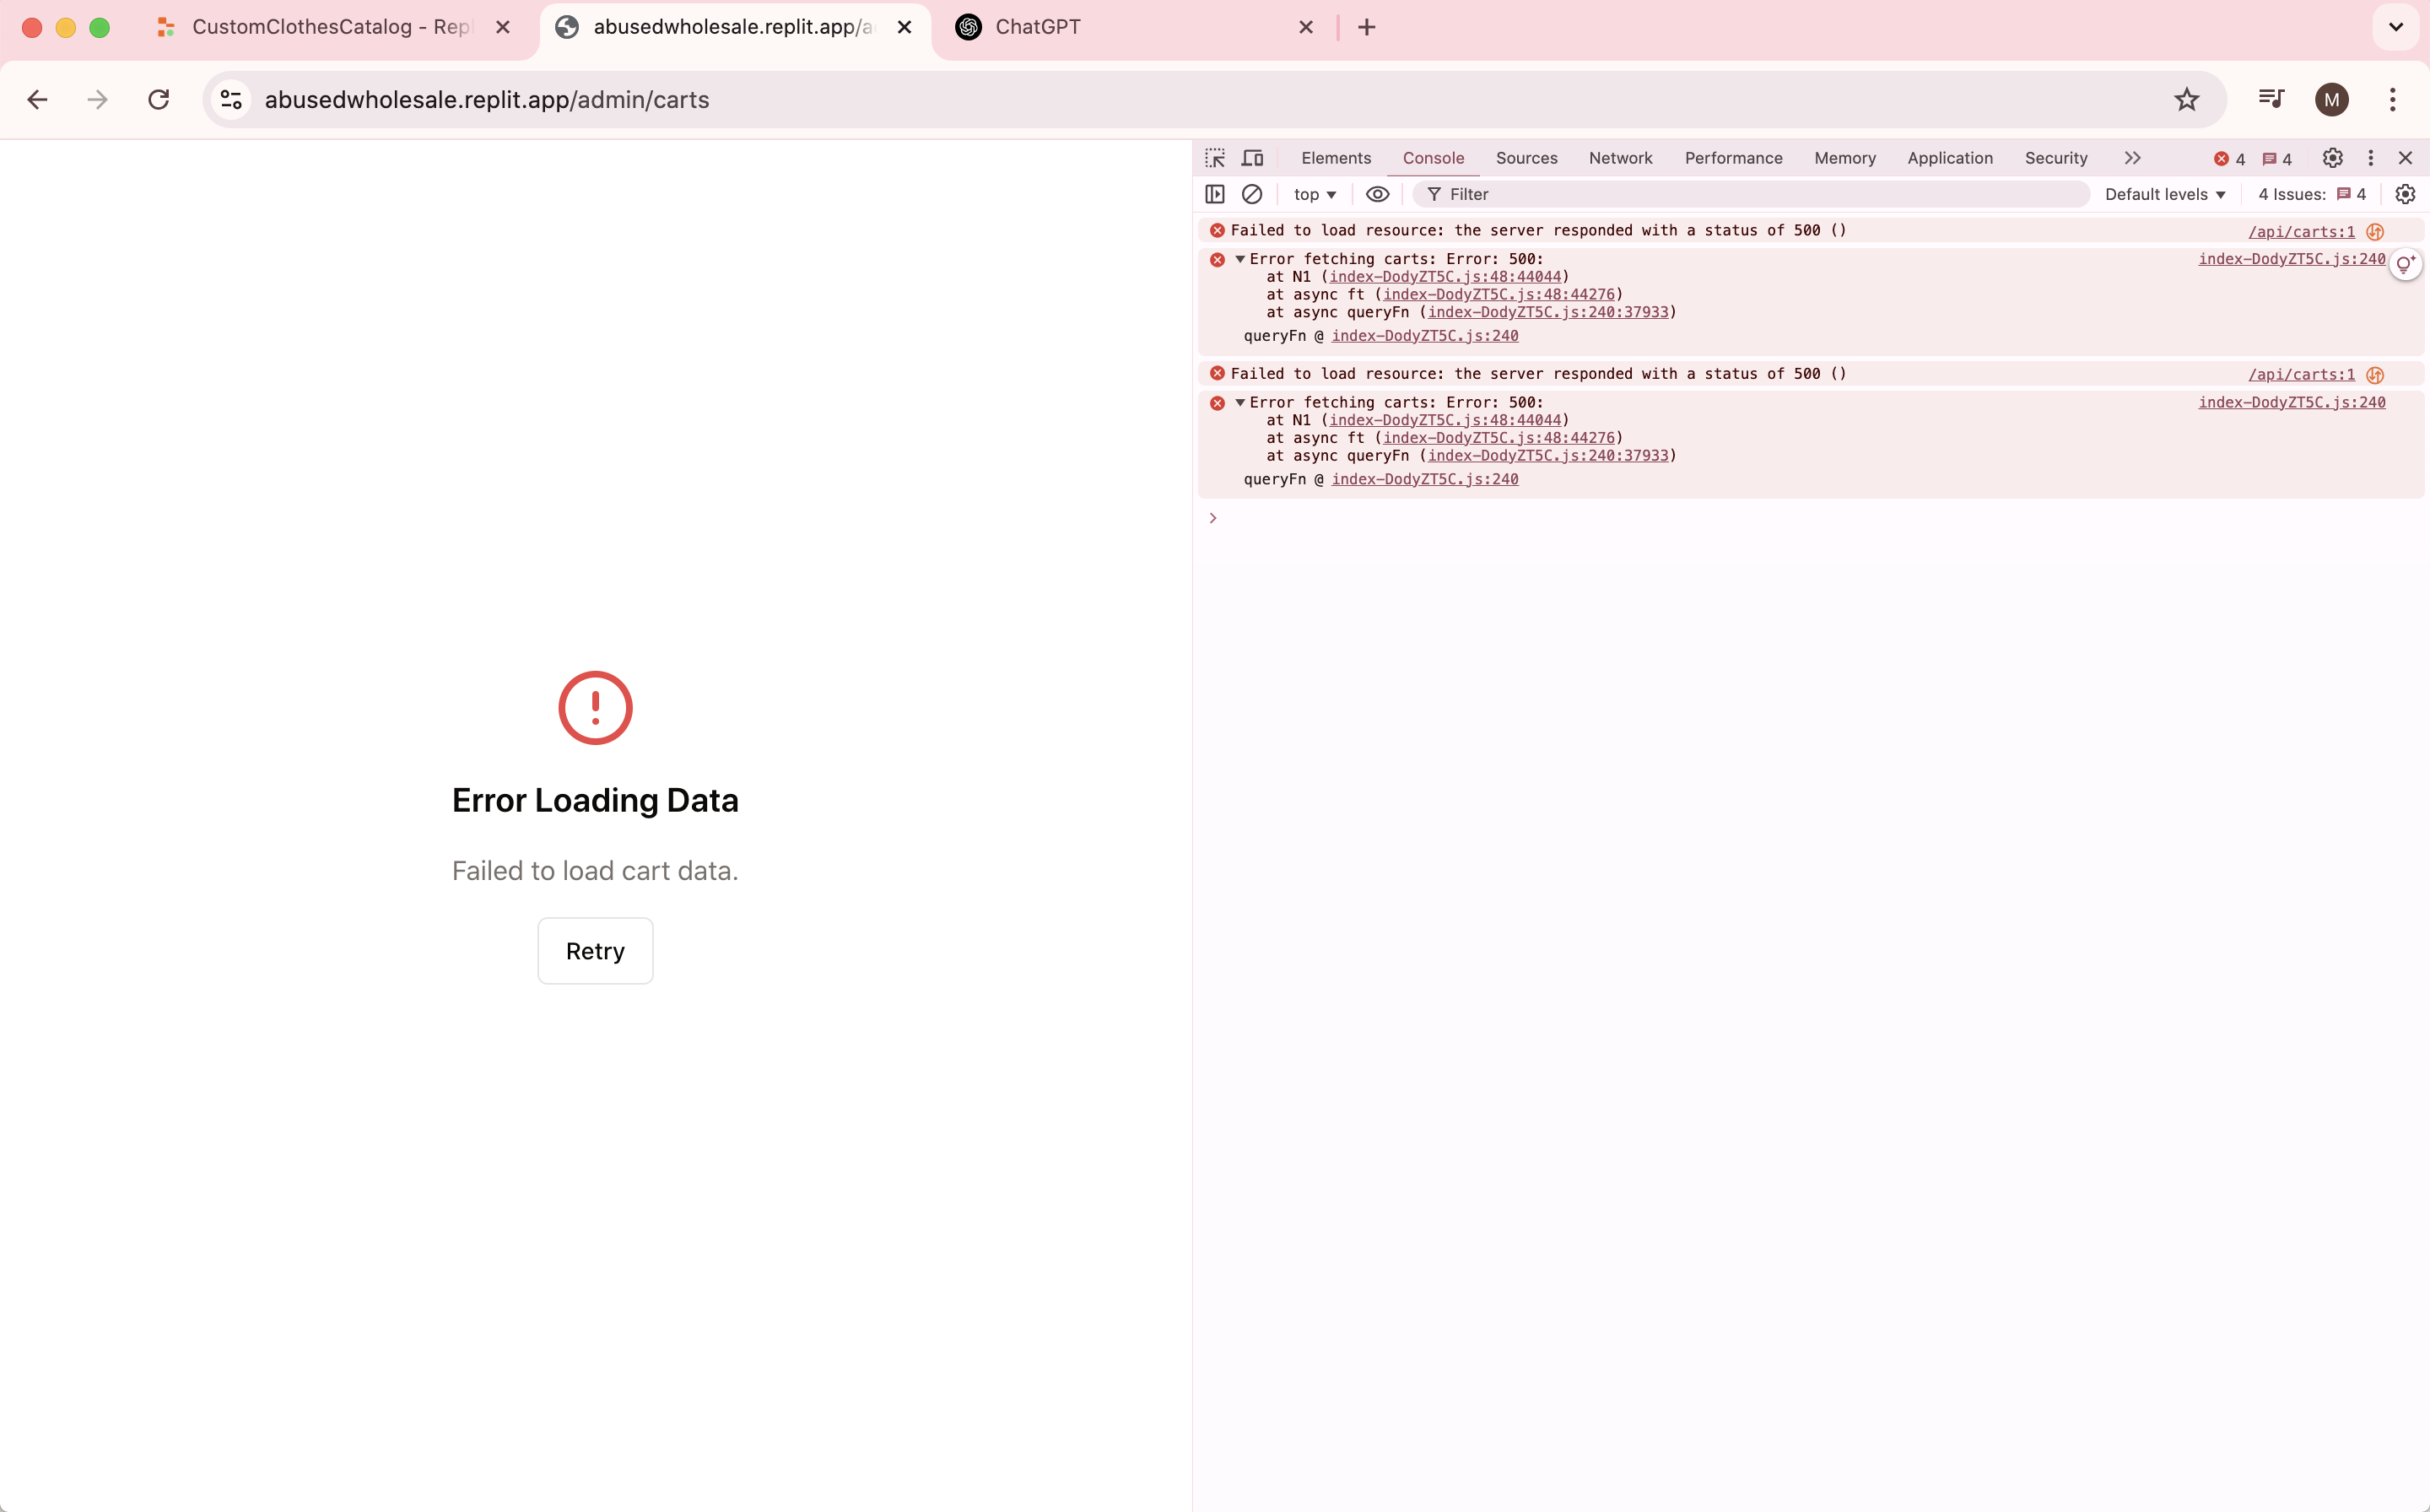 CustomClothesCatalog - Repl
abusedwholesale.replit.app/a
ChatGPT
abusedwholesale.replit.app/admin/carts
M
Elements Console Sources Network Performance Memory Application Security 4 4
top Filter Default levels 4 Issues: 4
Failed to load resource: the server responded with a status of 500 () /api/carts:1
Error fetching carts: Error: 500: index-DodyZT5C.js:240
at N1 (index-DodyZT5C.js:48:44044)
at async ft (index-DodyZT5C.js:48:44276)
at async queryFn (index-DodyZT5C.js:240:37933)
queryFn @ index-DodyZT5C.js:240
Failed to load resource: the server responded with a status of 500 () /api/carts:1
Error fetching carts: Error: 500: index-DodyZT5C.js:240
at N1 (index-DodyZT5C.js:48:44044)
at async ft (index-DodyZT5C.js:48:44276)
at async queryFn (index-DodyZT5C.js:240:37933)
queryFn @ index-DodyZT5C.js:240
Error Loading Data
Failed to load cart data.
Retry